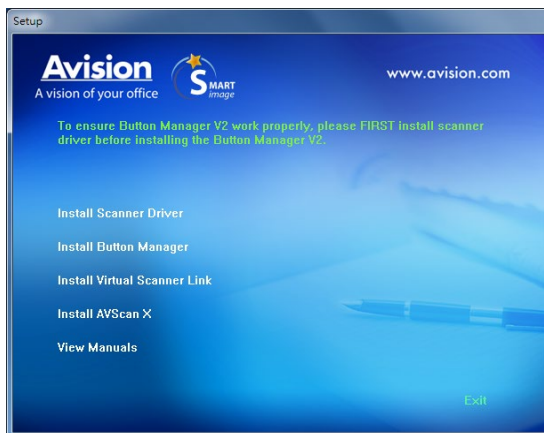 Setup
Avision
A vision of your office
SMART
image
www.avision.com
To ensure Button Manager V2 work properly, please FIRST install scanner
driver before installing the Button Manager V2.
Install Scanner Driver
Install Button Manager
Install Virtual Scanner Link
Install AVScan X
View Manuals
Exit